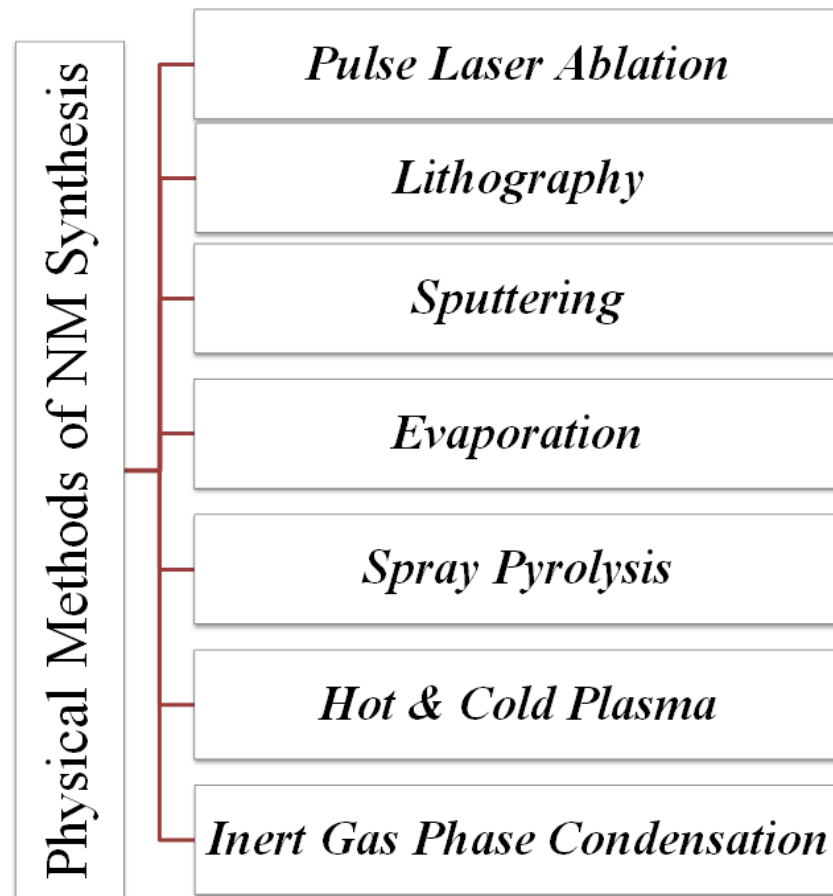 Physical Methods of NM Synthesis
Pulse Laser Ablation
Lithography
Sputtering
Evaporation
Spray Pyrolysis
Hot & Cold Plasma
Inert Gas Phase Condensation